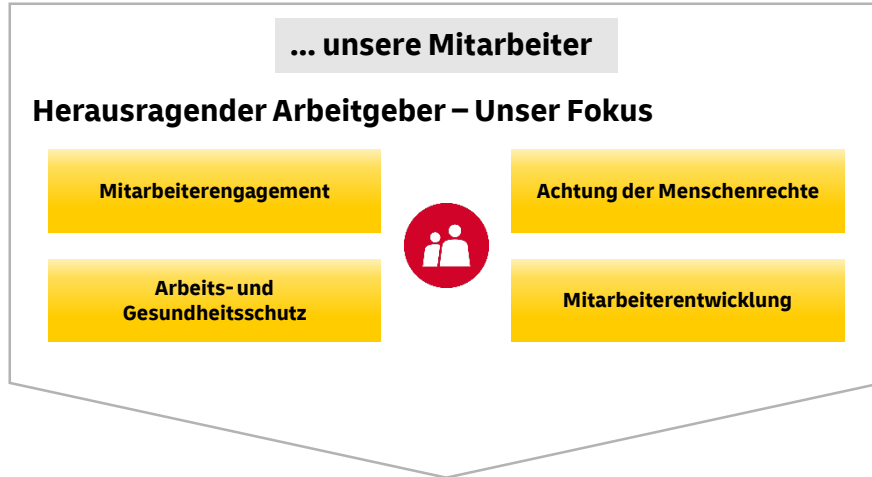 ... unsere Mitarbeiter
Herausragender Arbeitgeber – Unser Fokus
Mitarbeiterengagement
Achtung der Menschenrechte
Arbeits- und
Gesundheitsschutz
Mitarbeiterentwicklung